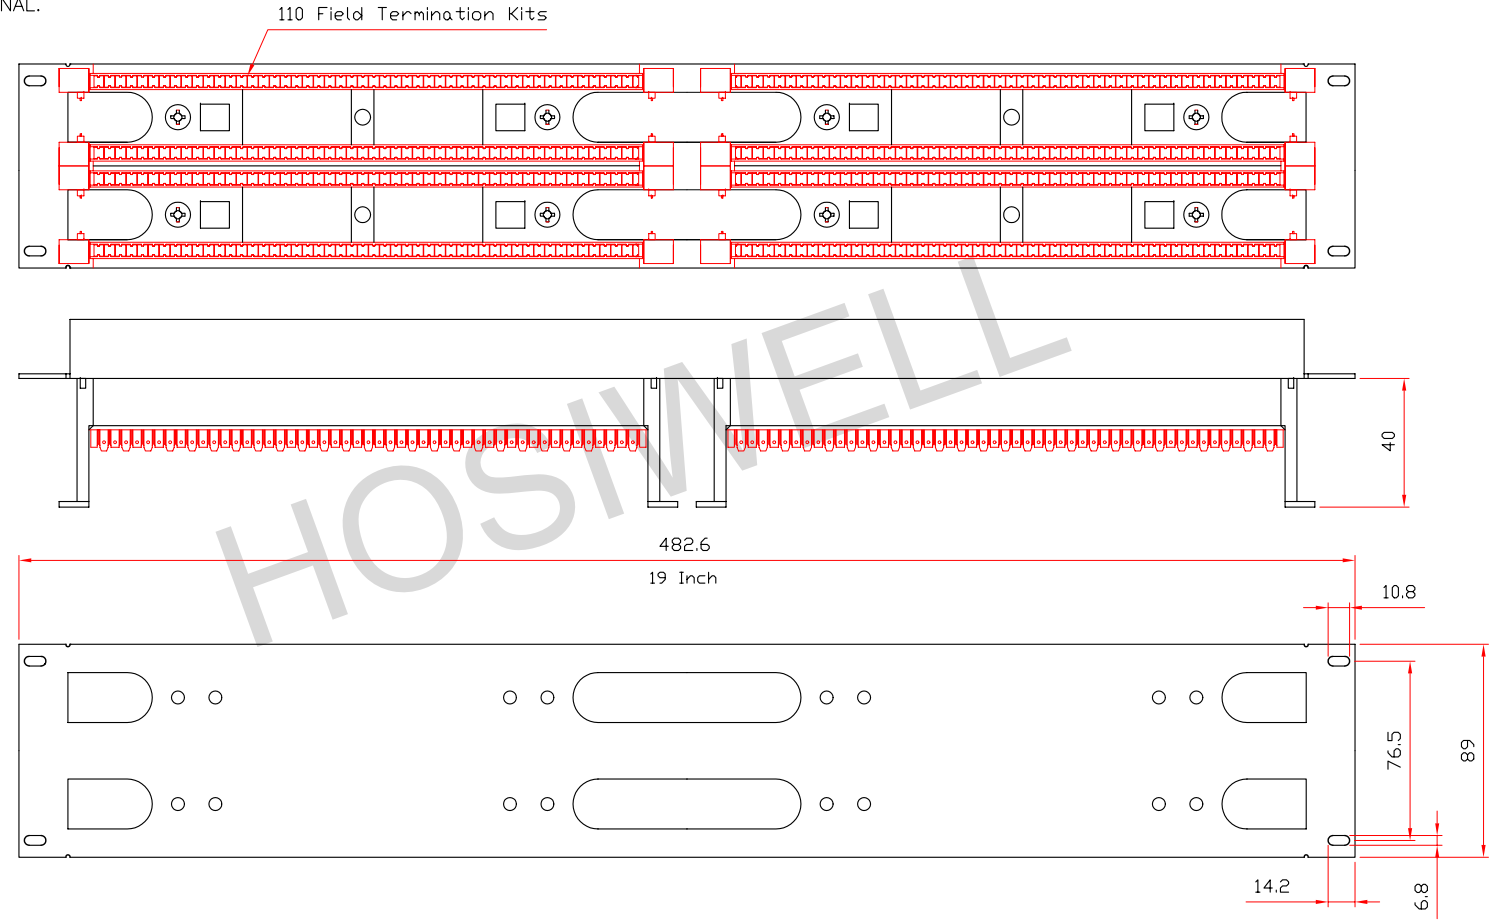 NAL.
110 Field Termination Kits
HOSIWELL
40
482.6
19 Inch
10.8
76.5
89
14.2
6.8